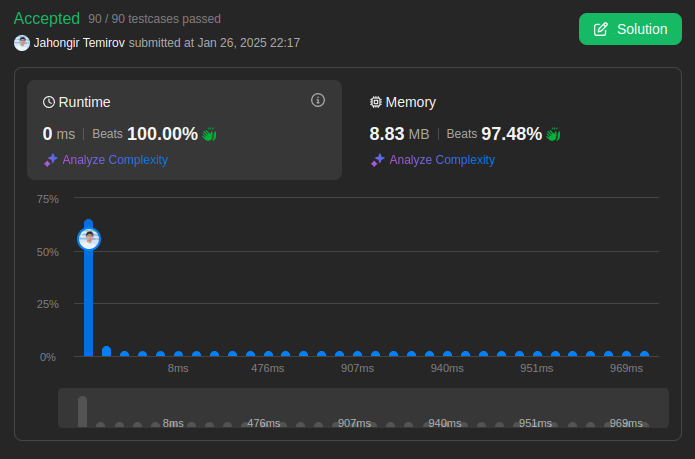 Accepted 90 / 90 testcases passed
Jahongir Temirov submitted at Jan 26, 2025 22:17
Solution
Runtime
0 ms | Beats 100.00%
Analyze Complexity
Memory
8.83 MB | Beats 97.48%
Analyze Complexity
75%
50%
25%
0%
8ms 476ms 907ms 940ms 951ms 969ms
8ms 476ms 907ms 940ms 951ms 969ms